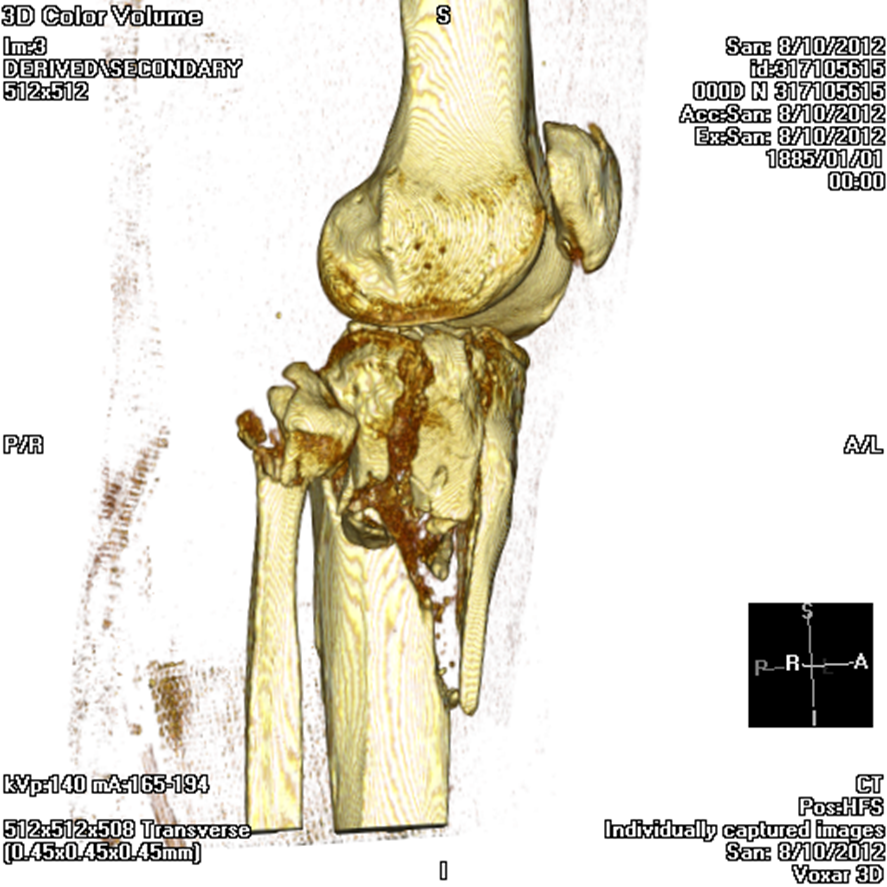 3D Color Volume
Im:3
DERIVED\SECONDARY
512x512
S
San: 8/10/2012
id:317105615
000D N 317105615
Acc:San: 8/10/2012
Ex:San: 8/10/2012
1885/01/01
00:00
P/R
A/L
S
P R L A
I
kVp:140 mA:165-194
512x512x508 Transverse
(0.45x0.45x0.45mm)
I
CT
Pos:HFS
Individually captured images
San: 8/10/2012
Voxar 3D